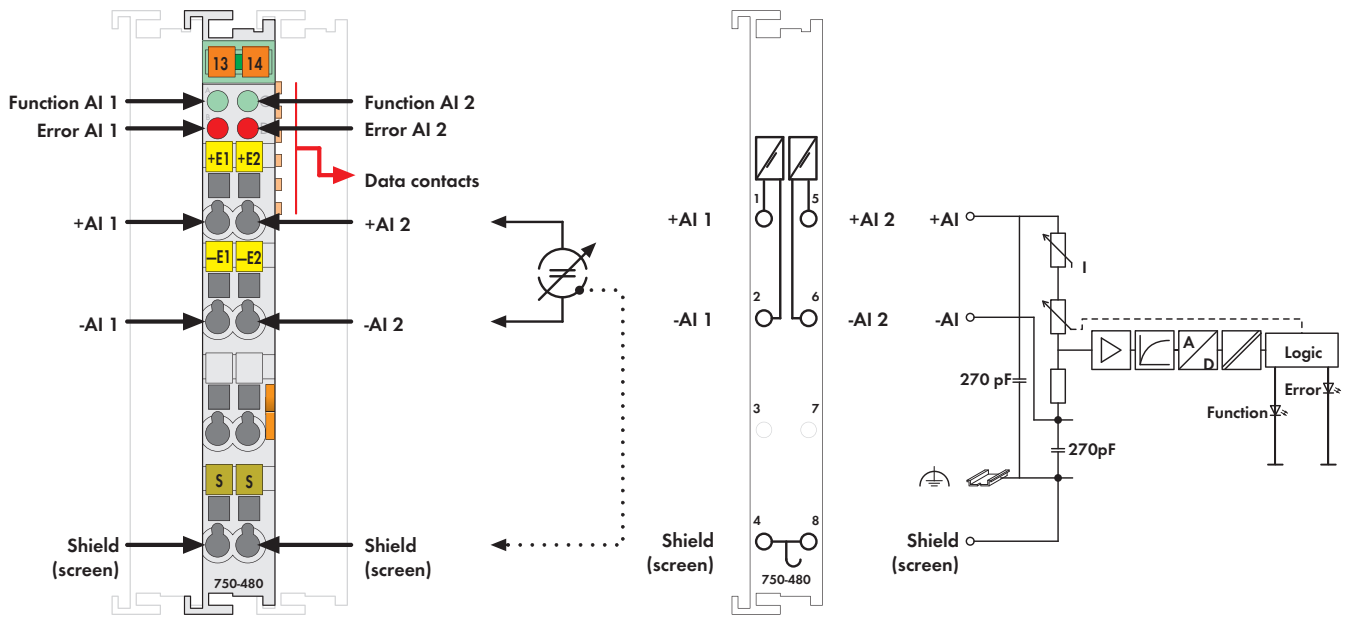 13 14
Function AI 1
Function AI 2
Error AI 1
Error AI 2
+E1 +E2
Data contacts
+AI 1
+AI 2
–E1 –E2
-AI 1
-AI 2
S S
Shield
(screen)
Shield
(screen)
750-480
1 5
+AI 1
+AI 2
2 6
-AI 1
-AI 2
3 7
4 8
Shield
(screen)
750-480
+AI
I
-AI
A
D
Logic
270 pF
Error
Function
270pF
Shield
(screen)